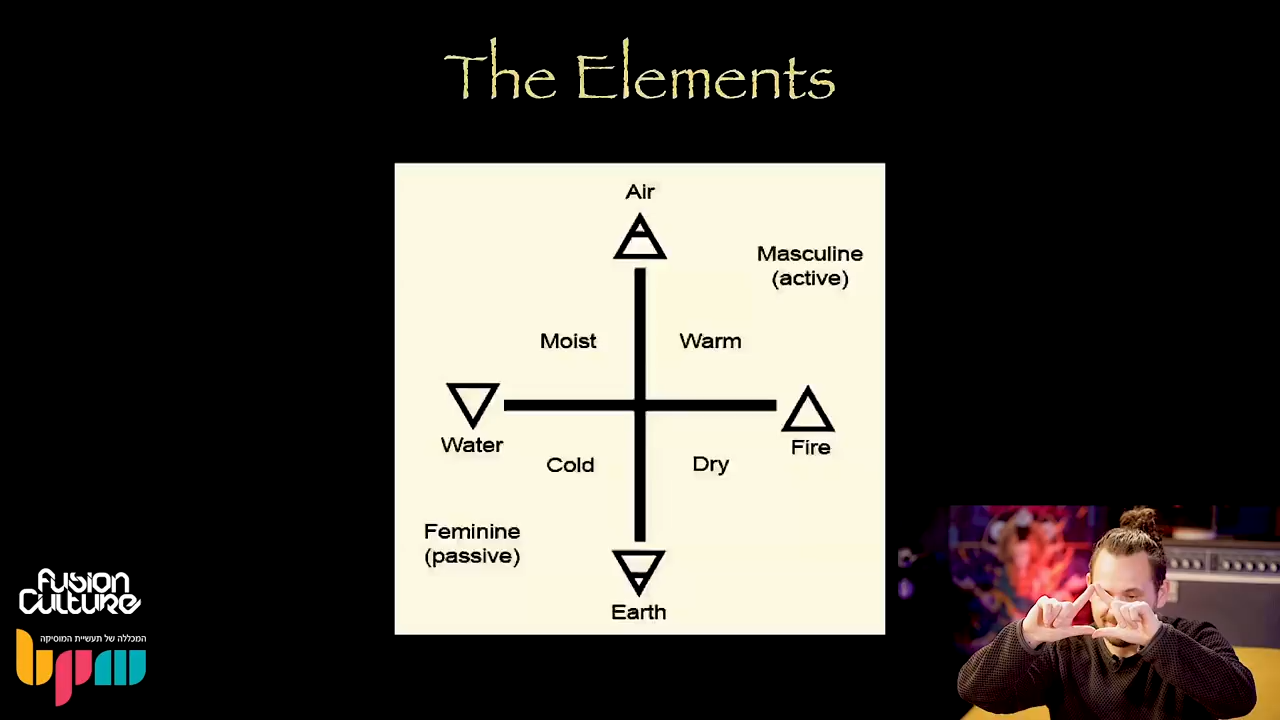 The Elements
Air
Masculine
(active)
Moist
Warm
Water
Fire
Cold
Dry
Feminine
(passive)
Earth
fusion
culture
המכללה של תעשיית המוסיקה
bpm